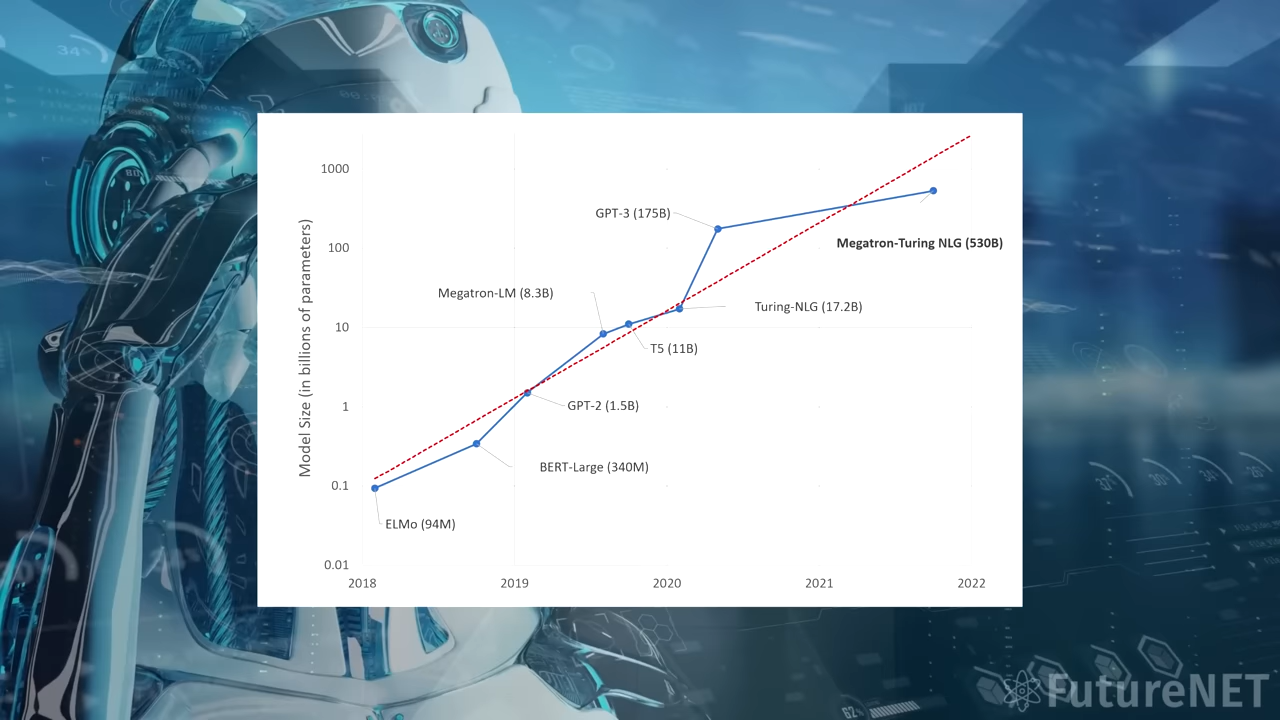 34%
1000
GPT-3 (175B)
100
Megatron-Turing NLG (530B)
Megatron-LM (8.3B)
Turing-NLG (17.2B)
10
T5 (11B)
GPT-2 (1.5B)
1
BERT-Large (340M)
0.1
ELMo (94M)
0.01
Model Size (in billions of parameters)
2018 2019 2020 2021 2022
62%
FutureNET